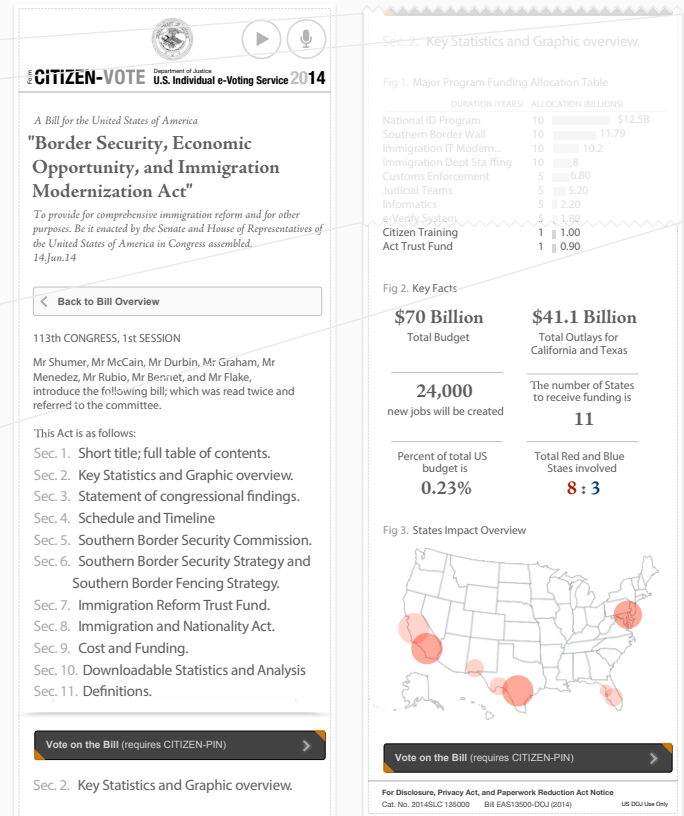 Form
CiTiZEN-VOTE
Department of Justice
U.S. Individual e-Voting Service 2014
A Bill for the United States of America
"Border Security, Economic
Opportunity, and Immigration
Modernization Act"
To provide for comprehensive immigration reform and for other
purposes. Be it enacted by the Senate and House of Representatives of
the United States of America in Congress assembled.
14.Jun.14
Back to Bill Overview
113th CONGRESS, 1st SESSION
Mr Shumer, Mr McCain, Mr Durbin, Mr Graham, Mr
Menedez, Mr Rubio, Mr Bennet, and Mr Flake,
introduce the following bill; which was read twice and
referred to the committee.
This Act is as follows:
Sec. 1. Short title; full table of contents.
Sec. 2. Key Statistics and Graphic overview.
Sec. 3. Statement of congressional findings.
Sec. 4. Schedule and Timeline
Sec. 5. Southern Border Security Commission.
Sec. 6. Southern Border Security Strategy and
Southern Border Fencing Strategy.
Sec. 7. Immigration Reform Trust Fund.
Sec. 8. Immigration and Nationality Act.
Sec. 9. Cost and Funding.
Sec. 10. Downloadable Statistics and Analysis
Sec. 11. Definitions.
Vote on the Bill (requires CITIZEN-PIN)
Sec. 2. Key Statistics and Graphic overview.
Sec. 2. Key Statistics and Graphic overview.
Fig 1. Major Program Funding Allocation Table
DURATION (YEARS) ALLOCATION (BILLIONS)
National ID Program 10 $12.5B
Southern Border Wall 10 11.79
Immigration IT Modern... 10 10.2
Immigration Dept Sta ffing 10 8
Customs Enforcement 5 6.80
Judicial Teams 5 5.20
Informatics 5 2.20
e-Verify System 5 1.80
Citizen Training 1 1.00
Act Trust Fund 1 0.90
Fig 2. Key Facts
$70 Billion
Total Budget
$41.1 Billion
Total Outlays for
California and Texas
24,000
new jobs will be created
The number of States
to receive funding is
11
Percent of total US
budget is
0.23%
Total Red and Blue
Staes involved
8 : 3
Fig 3. States Impact Overview
Vote on the Bill (requires CITIZEN-PIN)
For Disclosure, Privacy Act, and Paperwork Reduction Act Notice
Cat. No. 2014SLC 135000 Bill EAS13500-DOJ (2014) US DOJ Use Only